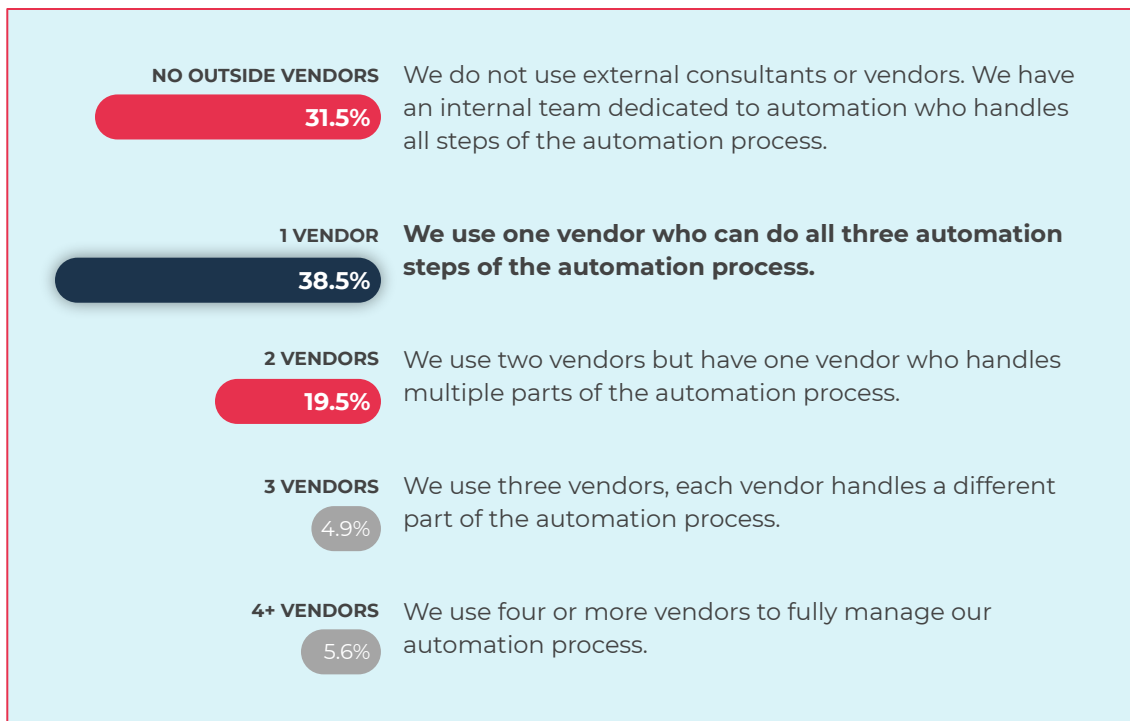 NO OUTSIDE VENDORS
31.5%
We do not use external consultants or vendors. We have
an internal team dedicated to automation who handles
all steps of the automation process.
1 VENDOR
38.5%
We use one vendor who can do all three automation
steps of the automation process.
2 VENDORS
19.5%
We use two vendors but have one vendor who handles
multiple parts of the automation process.
3 VENDORS
4.9%
We use three vendors, each vendor handles a different
part of the automation process.
4+ VENDORS
5.6%
We use four or more vendors to fully manage our
automation process.